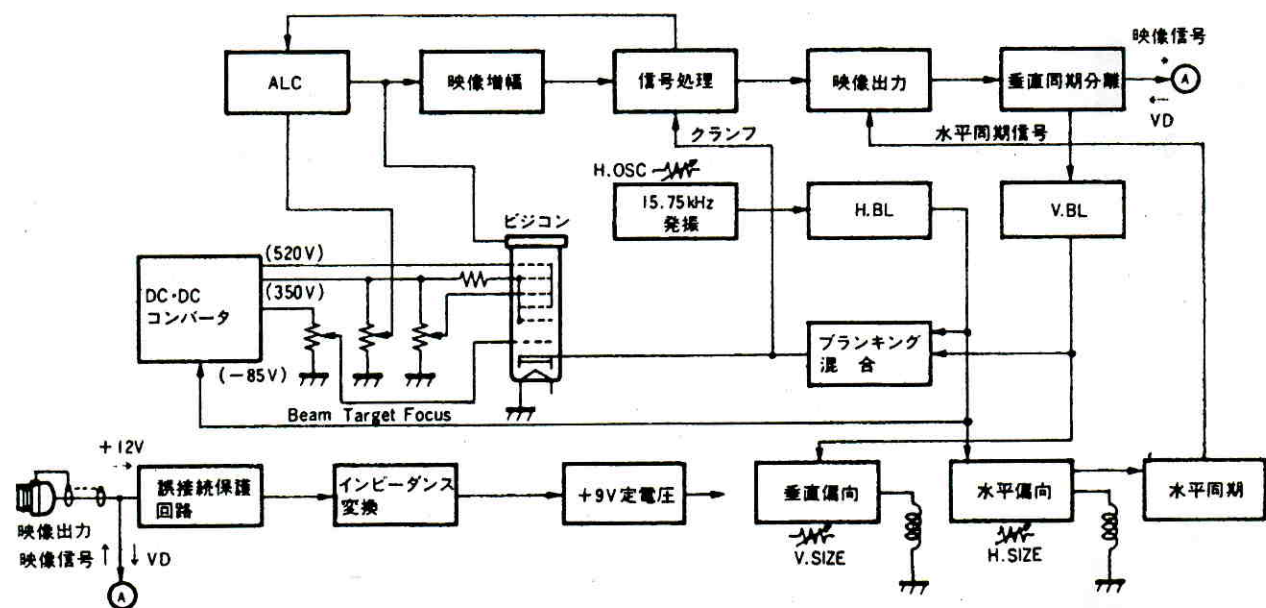 ALC
映像増幅
信号処理
映像出力
垂直同期分離
映像信号
A
VD
クランプ
水平同期信号
H.OSC
15.75kHz
発振
H.BL
V.BL
ビジコン
(520V)
(350V)
DC・DC
コンバータ
(-85V)
Beam Target Focus
ブランキング
混 合
+12V
誤接続保護
回路
インピーダンス
変換
+9V定電圧
垂直偏向
水平偏向
水平同期
V.SIZE
H.SIZE
映像出力
映像信号↑↓VD
A